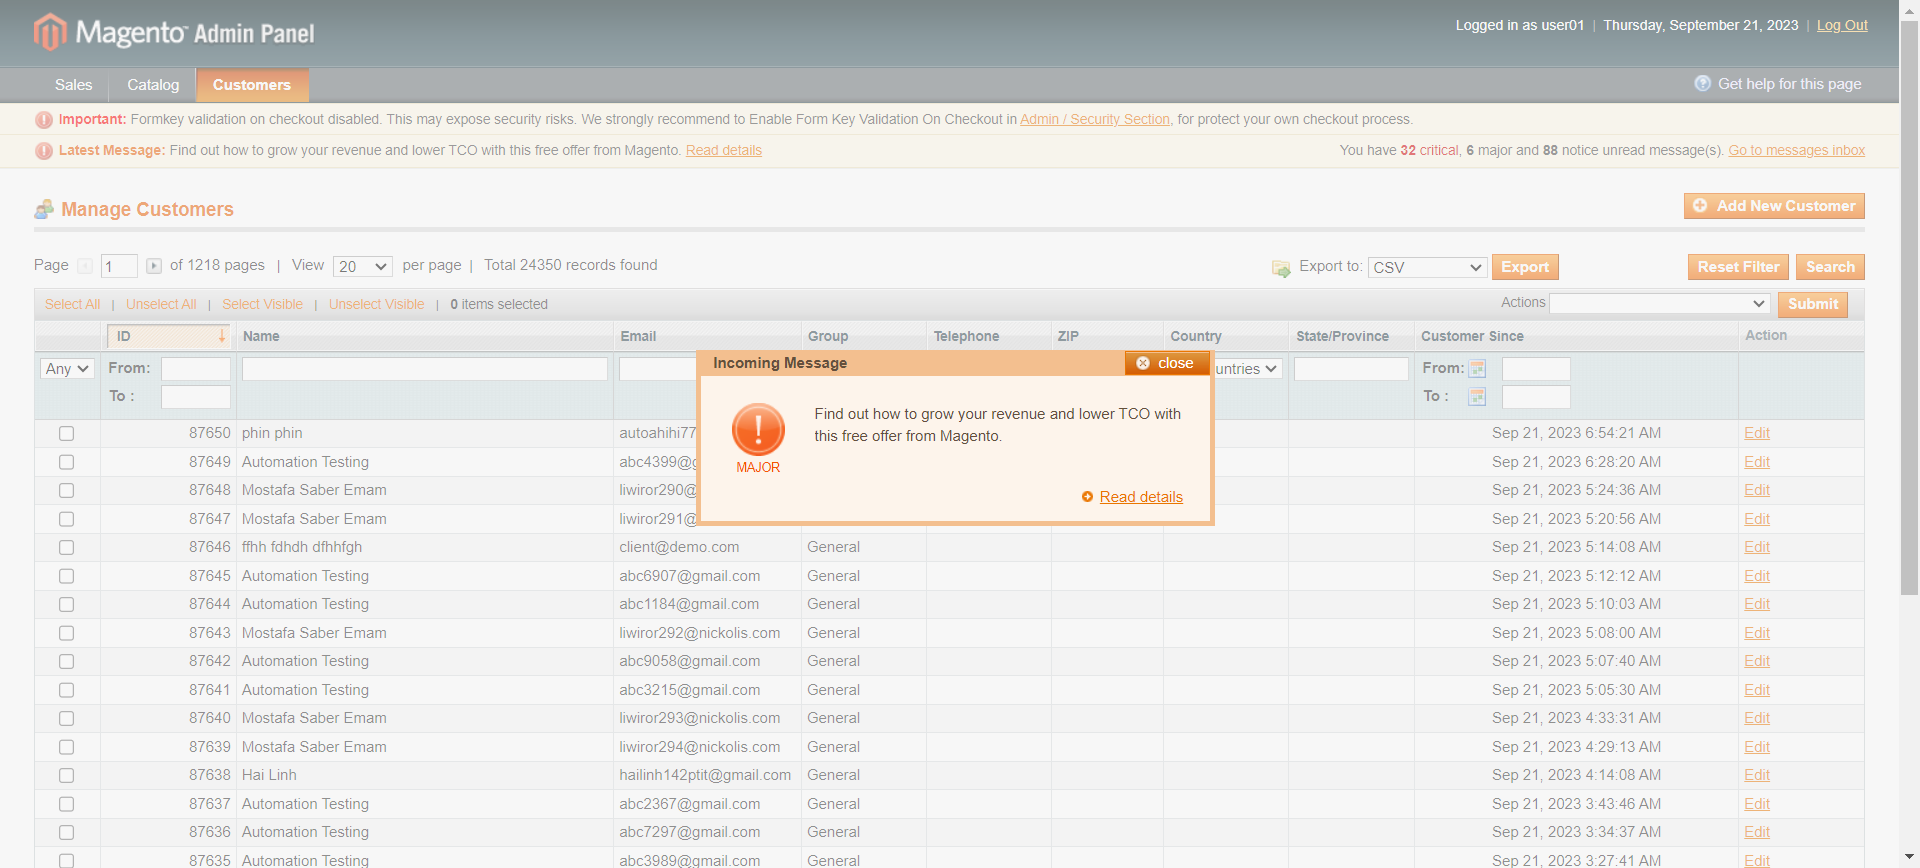 Magento™ Admin Panel
Logged in as user01 | Thursday, September 21, 2023 | Log Out
Sales Catalog Customers
Get help for this page
Important: Formkey validation on checkout disabled. This may expose security risks. We strongly recommend to Enable Form Key Validation On Checkout in Admin / Security Section, for protect your own checkout process.
Latest Message: Find out how to grow your revenue and lower TCO with this free offer from Magento. Read details
You have 32 critical, 6 major and 88 notice unread message(s). Go to messages inbox
Manage Customers
Add New Customer
Page 1 of 1218 pages | View 20 per page | Total 24350 records found
Export to: CSV Export
Reset Filter Search
Select All | Unselect All | Select Visible | Unselect Visible | 0 items selected
Actions Submit
ID Name Email Group Telephone ZIP Country State/Province Customer Since Action
Any From: untries From:
To : To :
Incoming Message
close
Find out how to grow your revenue and lower TCO with
this free offer from Magento.
MAJOR
Read details
87650 phin phin autoahihi77 Sep 21, 2023 6:54:21 AM Edit
87649 Automation Testing abc4399@g Sep 21, 2023 6:28:20 AM Edit
87648 Mostafa Saber Emam liwiror290@ Sep 21, 2023 5:24:36 AM Edit
87647 Mostafa Saber Emam liwiror291@ Sep 21, 2023 5:20:56 AM Edit
87646 ffhh fdhdh dfhhfgh client@demo.com General Sep 21, 2023 5:14:08 AM Edit
87645 Automation Testing abc6907@gmail.com General Sep 21, 2023 5:12:12 AM Edit
87644 Automation Testing abc1184@gmail.com General Sep 21, 2023 5:10:03 AM Edit
87643 Mostafa Saber Emam liwiror292@nickolis.com General Sep 21, 2023 5:08:00 AM Edit
87642 Automation Testing abc9058@gmail.com General Sep 21, 2023 5:07:40 AM Edit
87641 Automation Testing abc3215@gmail.com General Sep 21, 2023 5:05:30 AM Edit
87640 Mostafa Saber Emam liwiror293@nickolis.com General Sep 21, 2023 4:33:31 AM Edit
87639 Mostafa Saber Emam liwiror294@nickolis.com General Sep 21, 2023 4:29:13 AM Edit
87638 Hai Linh hailinh142ptit@gmail.com General Sep 21, 2023 4:14:08 AM Edit
87637 Automation Testing abc2367@gmail.com General Sep 21, 2023 3:43:46 AM Edit
87636 Automation Testing abc7297@gmail.com General Sep 21, 2023 3:34:37 AM Edit
87635 Automation Testing abc3989@gmail.com General Sep 21, 2023 3:27:41 AM Edit